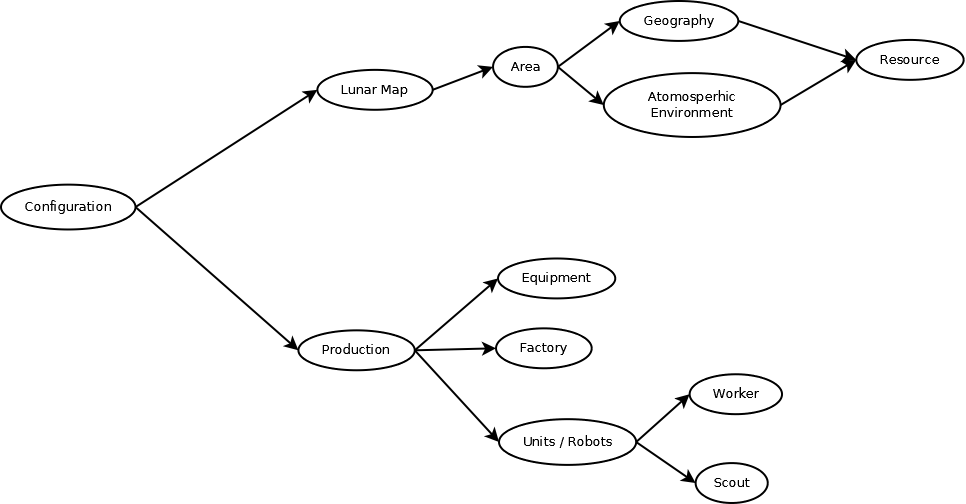 Geography
Resource
Area
Lunar Map
Atomosperhic
Environment
Configuration
Equipment
Production
Factory
Worker
Units / Robots
Scout